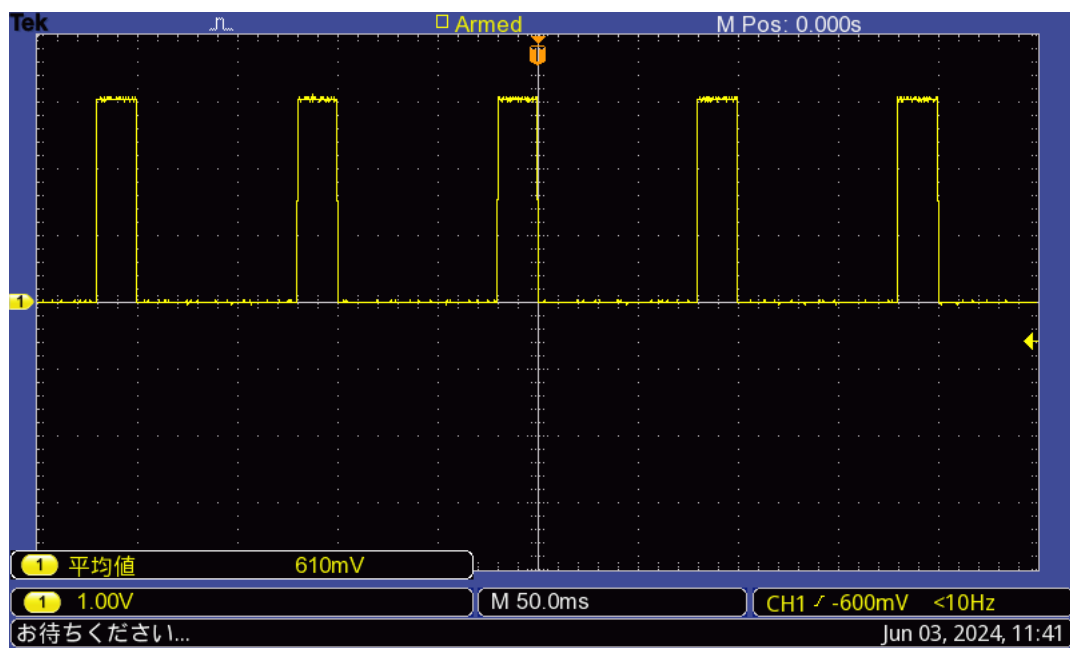 Tek Armed M Pos: 0.000s
T
1
1 平均値 610mV
1 1.00V M 50.0ms CH1 -600mV <10Hz
お待ちください... Jun 03, 2024, 11:41